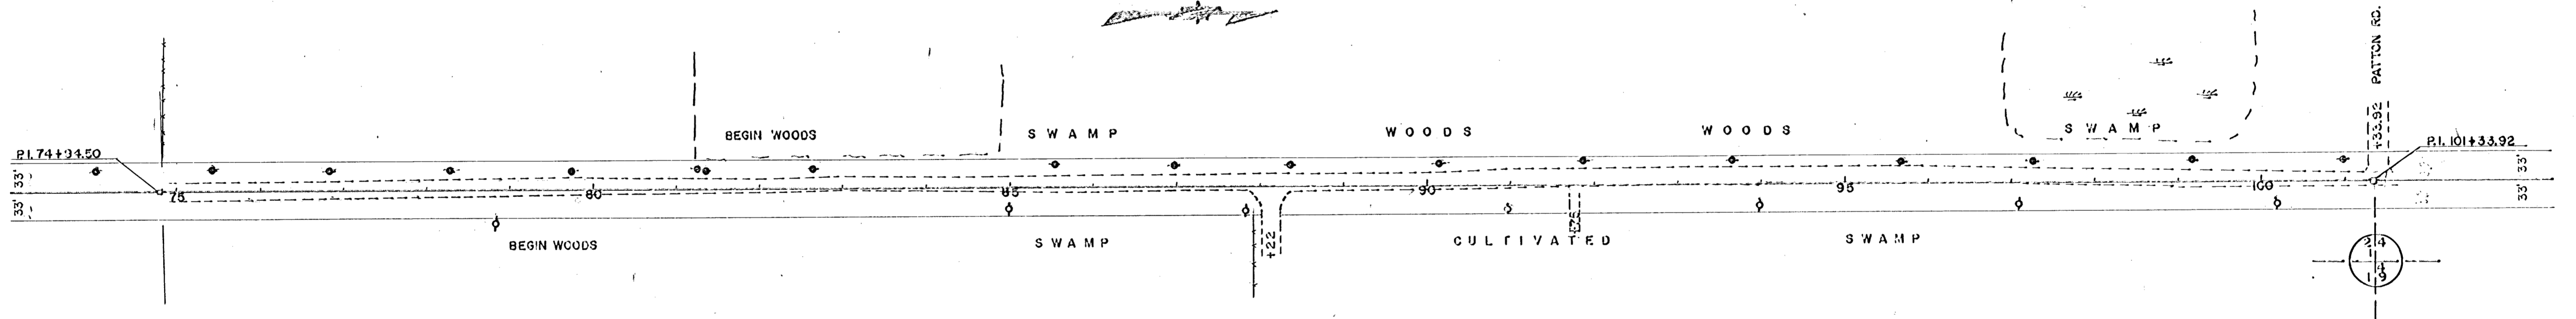 PATTON RD.
+33.92
BEGIN WOODS
SWAMP
WOODS
WOODS
SWAMP
P.I. 74+94.50
P.I. 101+33.92
33'
33'
33'
33'
75
80
85
90
95
100
+22
BEGIN WOODS
SWAMP
CULTIVATED
SWAMP